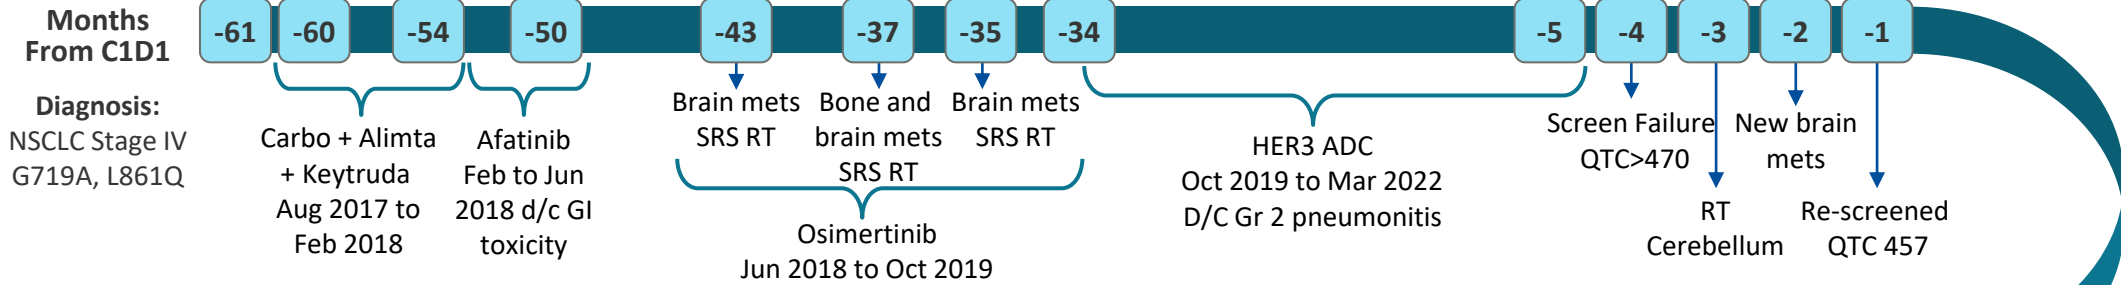 Months
From C1D1
-61
-60
-54
-50
-43
-37
-35
-34
-5
-4
-3
-2
-1
Diagnosis:
NSCLC Stage IV
G719A, L861Q
Carbo + Alimta
+ Keytruda
Aug 2017 to
Feb 2018
Afatinib
Feb to Jun
2018 d/c GI
toxicity
Brain mets
SRS RT
Bone and
brain mets
SRS RT
Brain mets
SRS RT
Osimertinib
Jun 2018 to Oct 2019
HER3 ADC
Oct 2019 to Mar 2022
D/C Gr 2 pneumonitis
Screen Failure
QTC>470
RT
Cerebellum
New brain
mets
Re-screened
QTC 457